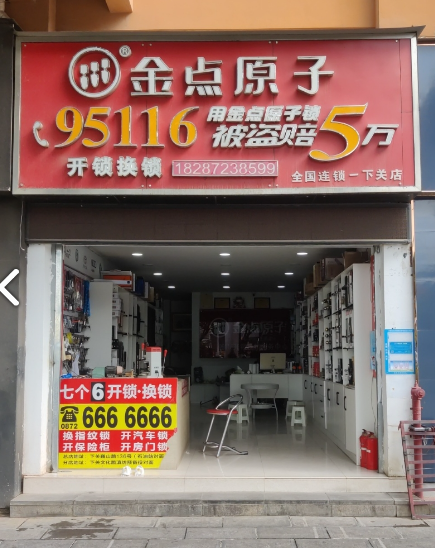 金点原子
95116
用金点原子锁
被盗赔5万
开锁换锁 18287238599
全国连锁一下关店
七个6开锁·换锁
0872 666 6666
换指纹锁 开汽车锁
开保险柜 开房门锁